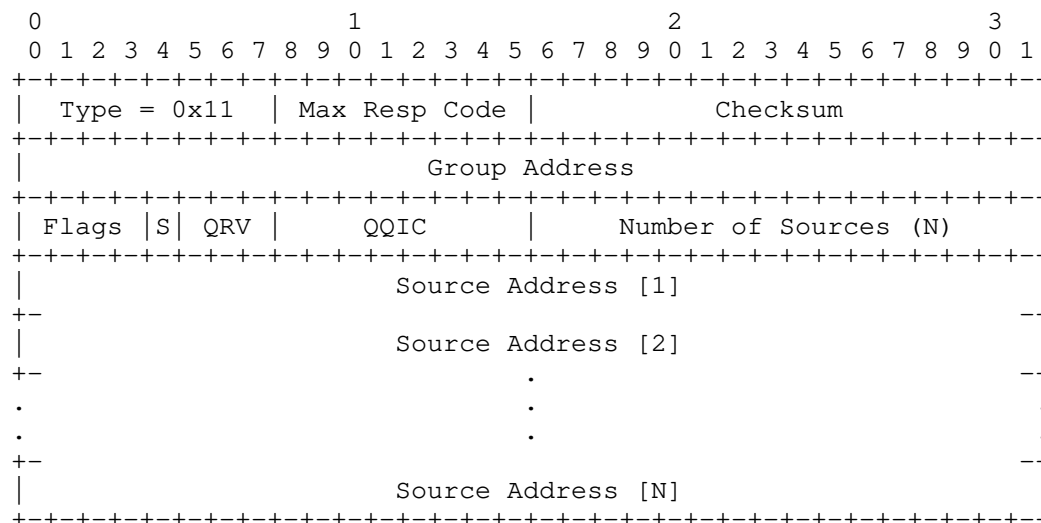 0                   1                   2                   3
0 1 2 3 4 5 6 7 8 9 0 1 2 3 4 5 6 7 8 9 0 1 2 3 4 5 6 7 8 9 0 1
+-+-+-+-+-+-+-+-+-+-+-+-+-+-+-+-+-+-+-+-+-+-+-+-+-+-+-+-+-+-+-+--
|  Type = 0x11  | Max Resp Code |           Checksum
+-+-+-+-+-+-+-+-+-+-+-+-+-+-+-+-+-+-+-+-+-+-+-+-+-+-+-+-+-+-+-+--
|                         Group Address
+-+-+-+-+-+-+-+-+-+-+-+-+-+-+-+-+-+-+-+-+-+-+-+-+-+-+-+-+-+-+-+--
| Flags |S| QRV |     QQIC      |     Number of Sources (N)
+-+-+-+-+-+-+-+-+-+-+-+-+-+-+-+-+-+-+-+-+-+-+-+-+-+-+-+-+-+-+-+--
|                       Source Address [1]
+-                                                             --
|                       Source Address [2]
+-                              .                              --
.                               .                               .
.                               .                               .
+-                                                             --
|                       Source Address [N]
+-+-+-+-+-+-+-+-+-+-+-+-+-+-+-+-+-+-+-+-+-+-+-+-+-+-+-+-+-+-+-+--